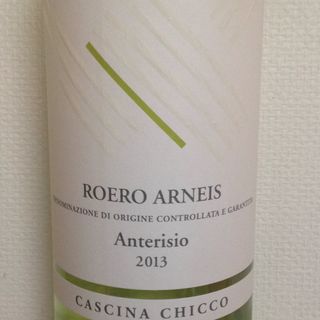 ROERO ARNEIS
DENOMINAZIONE DI ORIGINE CONTROLLATA E GARANTITA
Anterisio
2013
CASCINA CHICCO